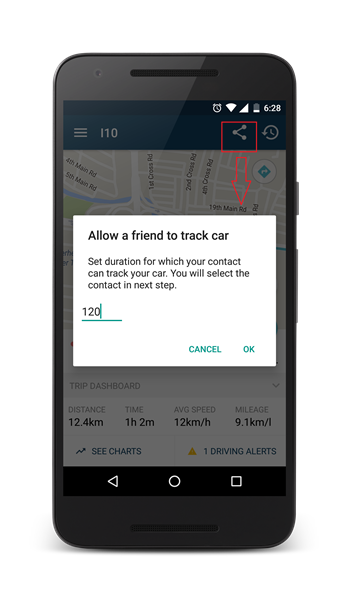 6:28
I10
4th Main Rd
5th Main Rd
1st Cross Rd
2nd Cross Rd
4th Cross Rd
19th Main Rd
Allow a friend to track car
Set duration for which your contact
can track your car. You will select the
contact in next step.
120
CANCEL OK
TRIP DASHBOARD
DISTANCE TIME AVG SPEED MILEAGE
12.4km 1h 2m 12km/h 9.1km/l
SEE CHARTS 1 DRIVING ALERTS